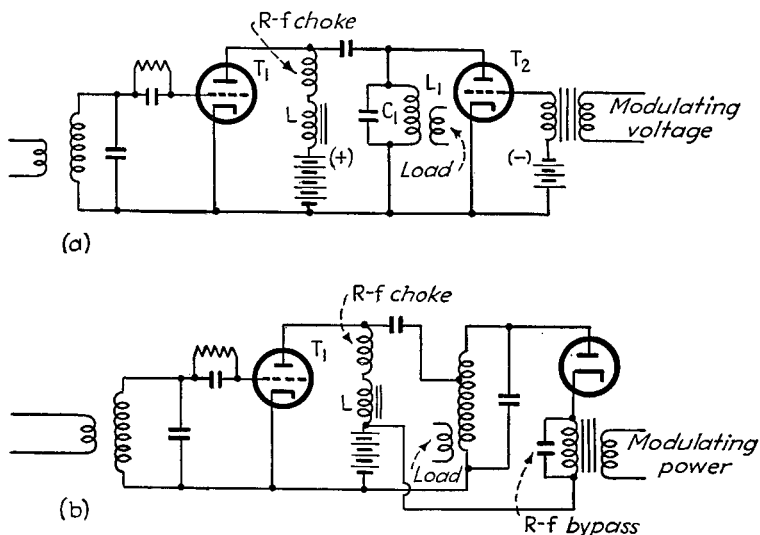 R-f choke
T1
T2
L
(+)
C1
L1
Load
(-)
Modulating
voltage
(a)
R-f choke
T1
L
Load
Modulating
power
R-f bypass
(b)